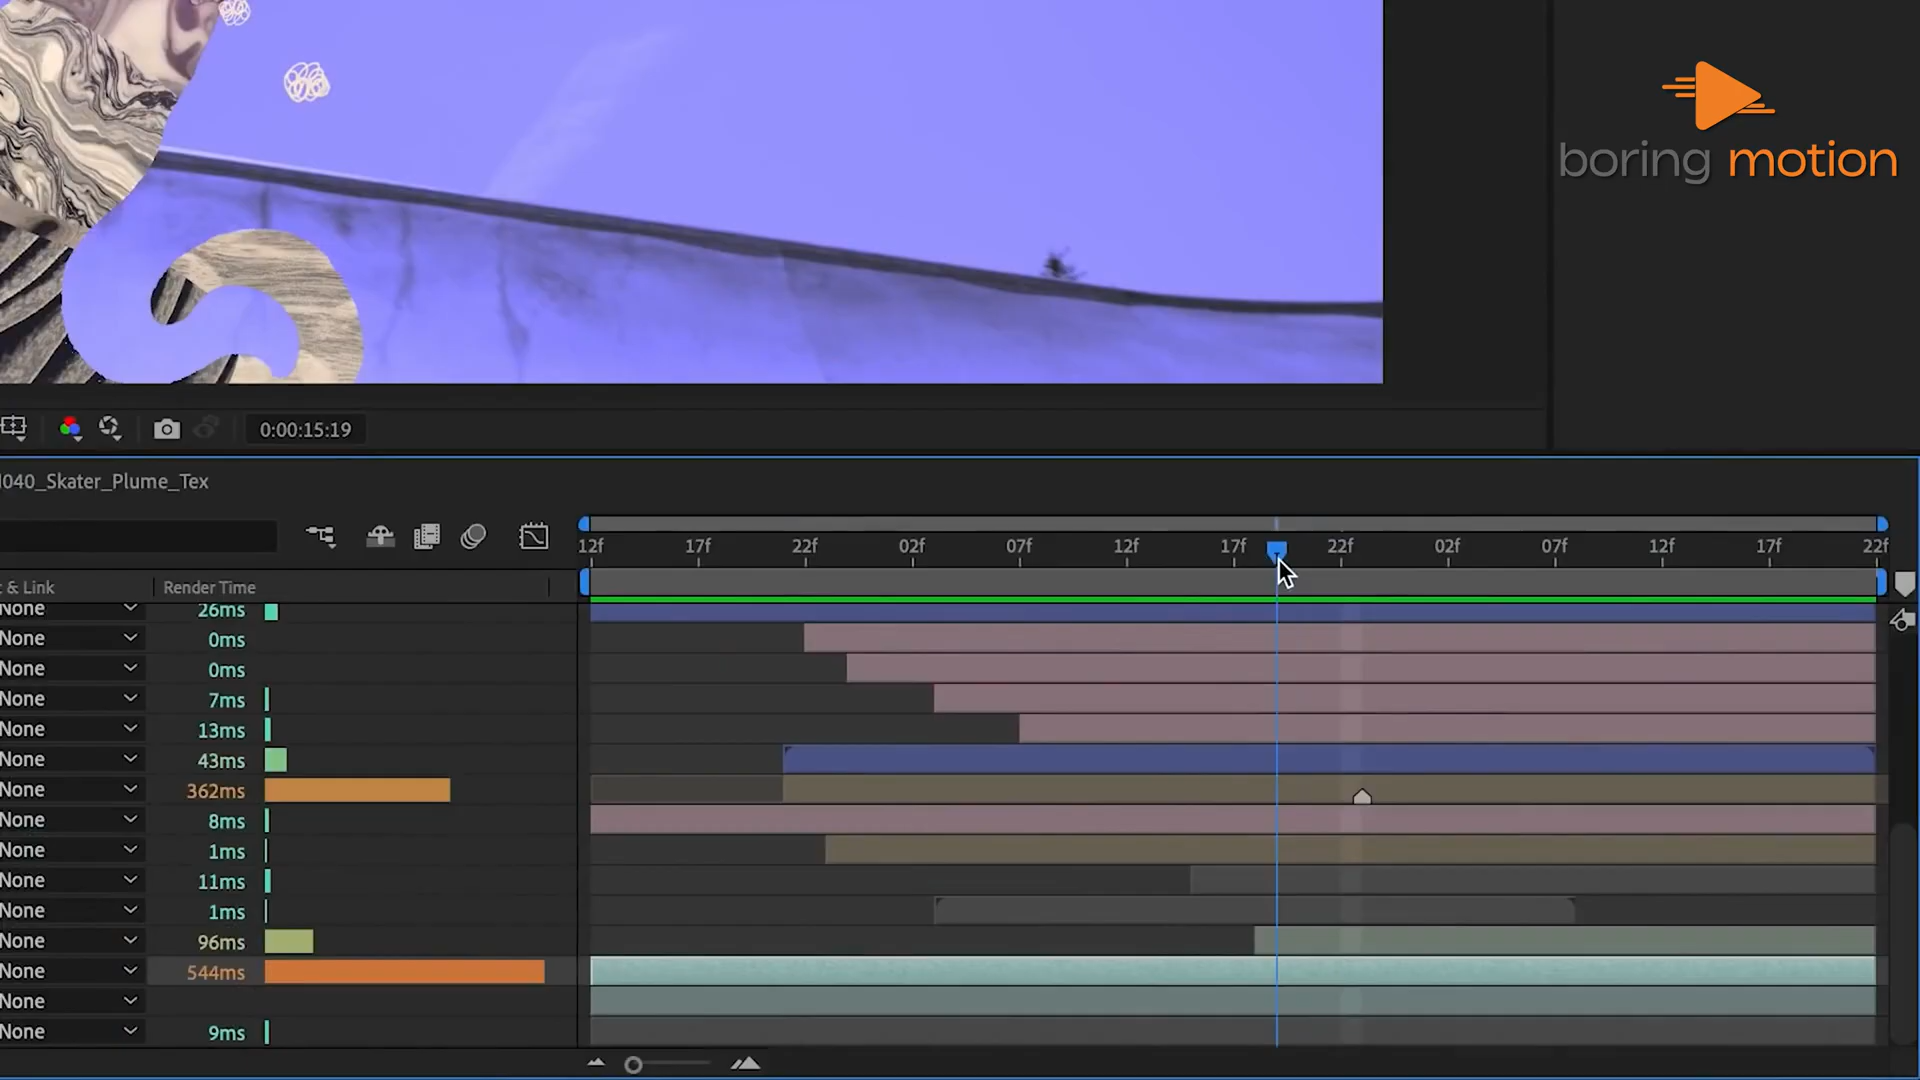 boring motion
0:00:15:19
040_Skater_Plume_Tex
12f 17f 22f 02f 07f 12f 17f 22f 02f 07f 12f 17f 22f
& Link Render Time
None 26ms
None 0ms
None 0ms
None 7ms
None 13ms
None 43ms
None 362ms
None 8ms
None 1ms
None 11ms
None 1ms
None 96ms
None 544ms
None
None 9ms